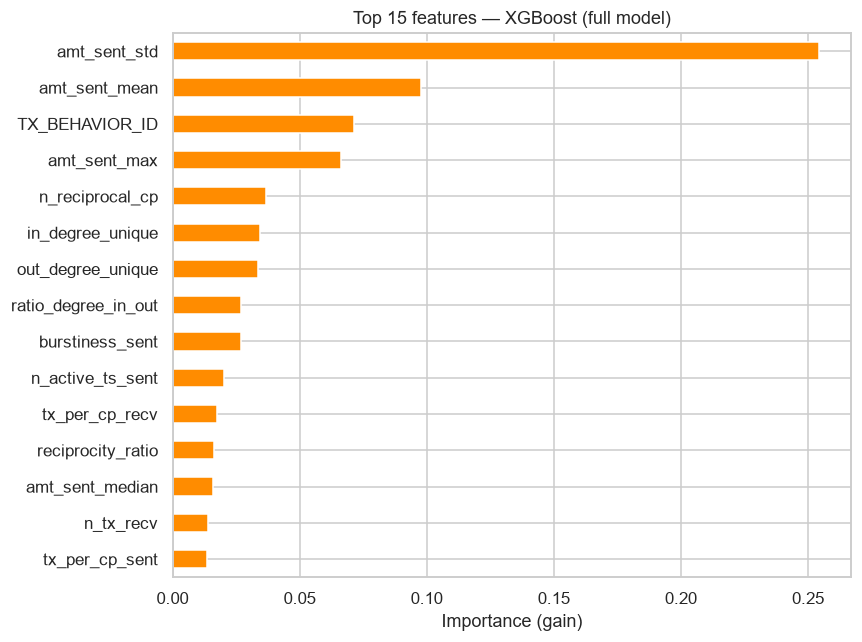 Top 15 features — XGBoost (full model)
amt_sent_std
amt_sent_mean
TX_BEHAVIOR_ID
amt_sent_max
n_reciprocal_cp
in_degree_unique
out_degree_unique
ratio_degree_in_out
burstiness_sent
n_active_ts_sent
tx_per_cp_recv
reciprocity_ratio
amt_sent_median
n_tx_recv
tx_per_cp_sent
0.00 0.05 0.10 0.15 0.20 0.25
Importance (gain)